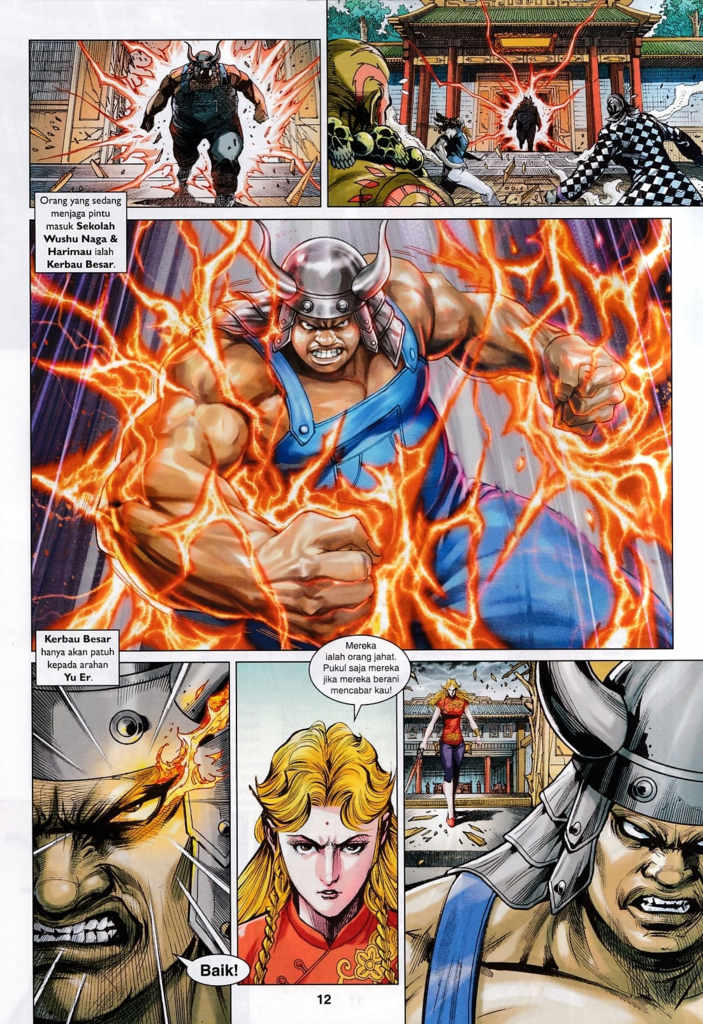 Orang yang sedang
menjaga pintu
masuk Sekolah
Wushu Naga &
Harimau ialah
Kerbau Besar.
Kerbau Besar
hanya akan patuh
kepada arahan
Yu Er.
Mereka
ialah orang jahat.
Pukul saja mereka
jika mereka berani
mencabar kau!
Baik!
12